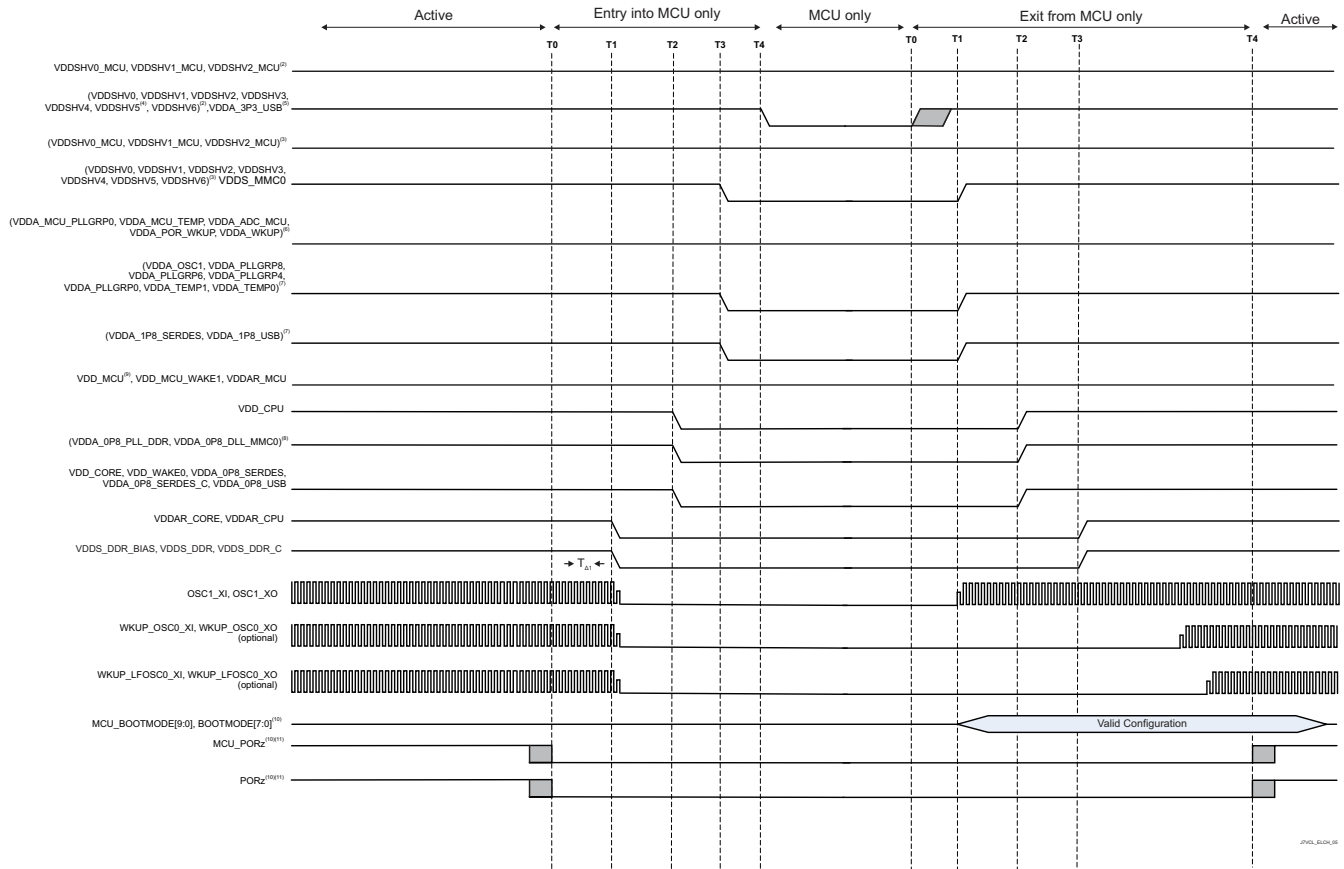 Active
Entry into MCU only
MCU only
Exit from MCU only
Active
T0 T1 T2 T3 T4 T0 T1 T2 T3 T4
VDDSHV0_MCU, VDDSHV1_MCU, VDDSHV2_MCU(2)
(VDDSHV0, VDDSHV1, VDDSHV2, VDDSHV3,
VDDSHV4, VDDSHV5(4), VDDSHV6)(2),VDDA_3P3_USB(5)
(VDDSHV0_MCU, VDDSHV1_MCU, VDDSHV2_MCU)(3)
(VDDSHV0, VDDSHV1, VDDSHV2, VDDSHV3,
VDDSHV4, VDDSHV5, VDDSHV6)(3) VDDS_MMC0
(VDDA_MCU_PLLGRP0, VDDA_MCU_TEMP, VDDA_ADC_MCU,
VDDA_POR_WKUP, VDDA_WKUP)(6)
(VDDA_OSC1, VDDA_PLLGRP8,
VDDA_PLLGRP6, VDDA_PLLGRP4,
VDDA_PLLGRP0, VDDA_TEMP1, VDDA_TEMP0)(7)
(VDDA_1P8_SERDES, VDDA_1P8_USB)(7)
VDD_MCU(9), VDD_MCU_WAKE1, VDDAR_MCU
VDD_CPU
(VDDA_0P8_PLL_DDR, VDDA_0P8_DLL_MMC0)(8)
VDD_CORE, VDD_WAKE0, VDDA_0P8_SERDES,
VDDA_0P8_SERDES_C, VDDA_0P8_USB
VDDAR_CORE, VDDAR_CPU
VDDS_DDR_BIAS, VDDS_DDR, VDDS_DDR_C
TΔ1
OSC1_XI, OSC1_XO
WKUP_OSC0_XI, WKUP_OSC0_XO
(optional)
WKUP_LFOSC0_XI, WKUP_LFOSC0_XO
(optional)
MCU_BOOTMODE[9:0], BOOTMODE[7:0](10)
Valid Configuration
MCU_PORz(10)(11)
PORz(10)(11)
J7VCL_ELCH_05